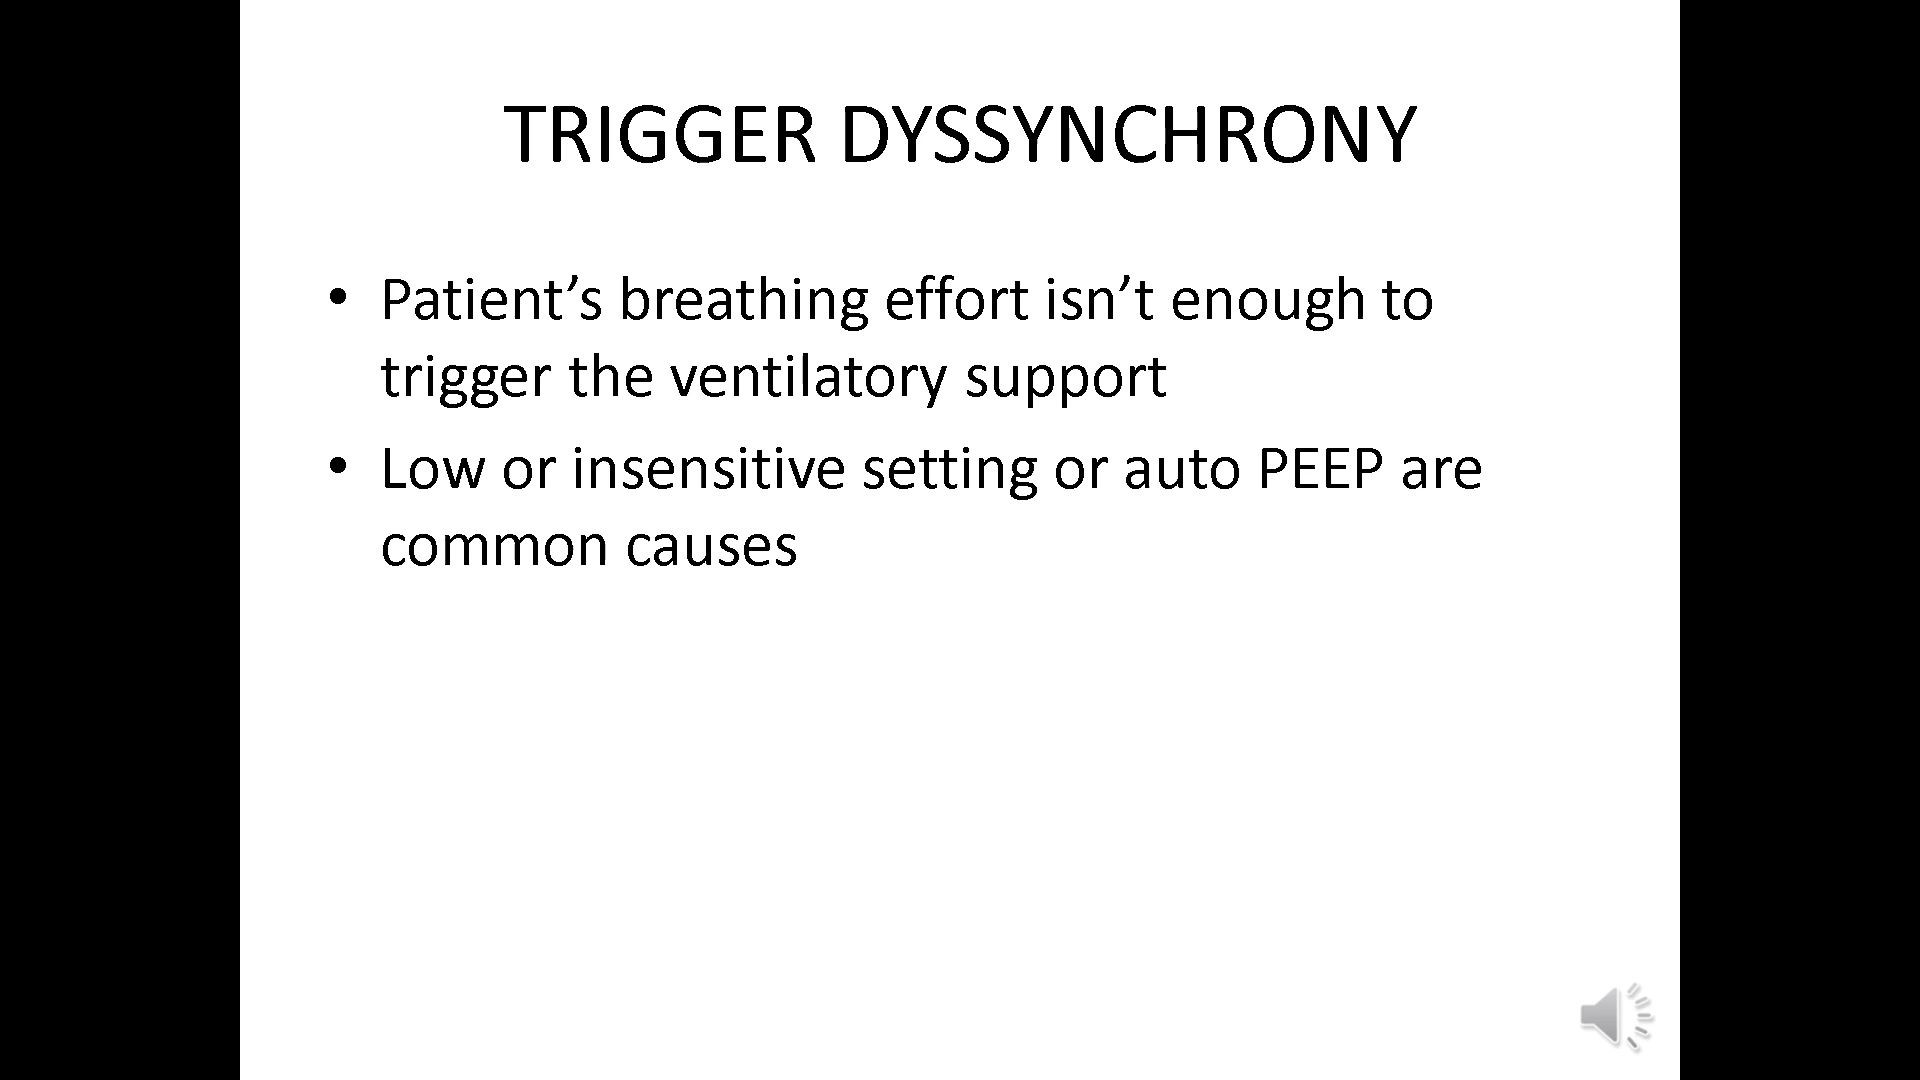 TRIGGER DYSSYNCHRONY
• Patient’s breathing effort isn’t enough to
trigger the ventilatory support
• Low or insensitive setting or auto PEEP are
common causes